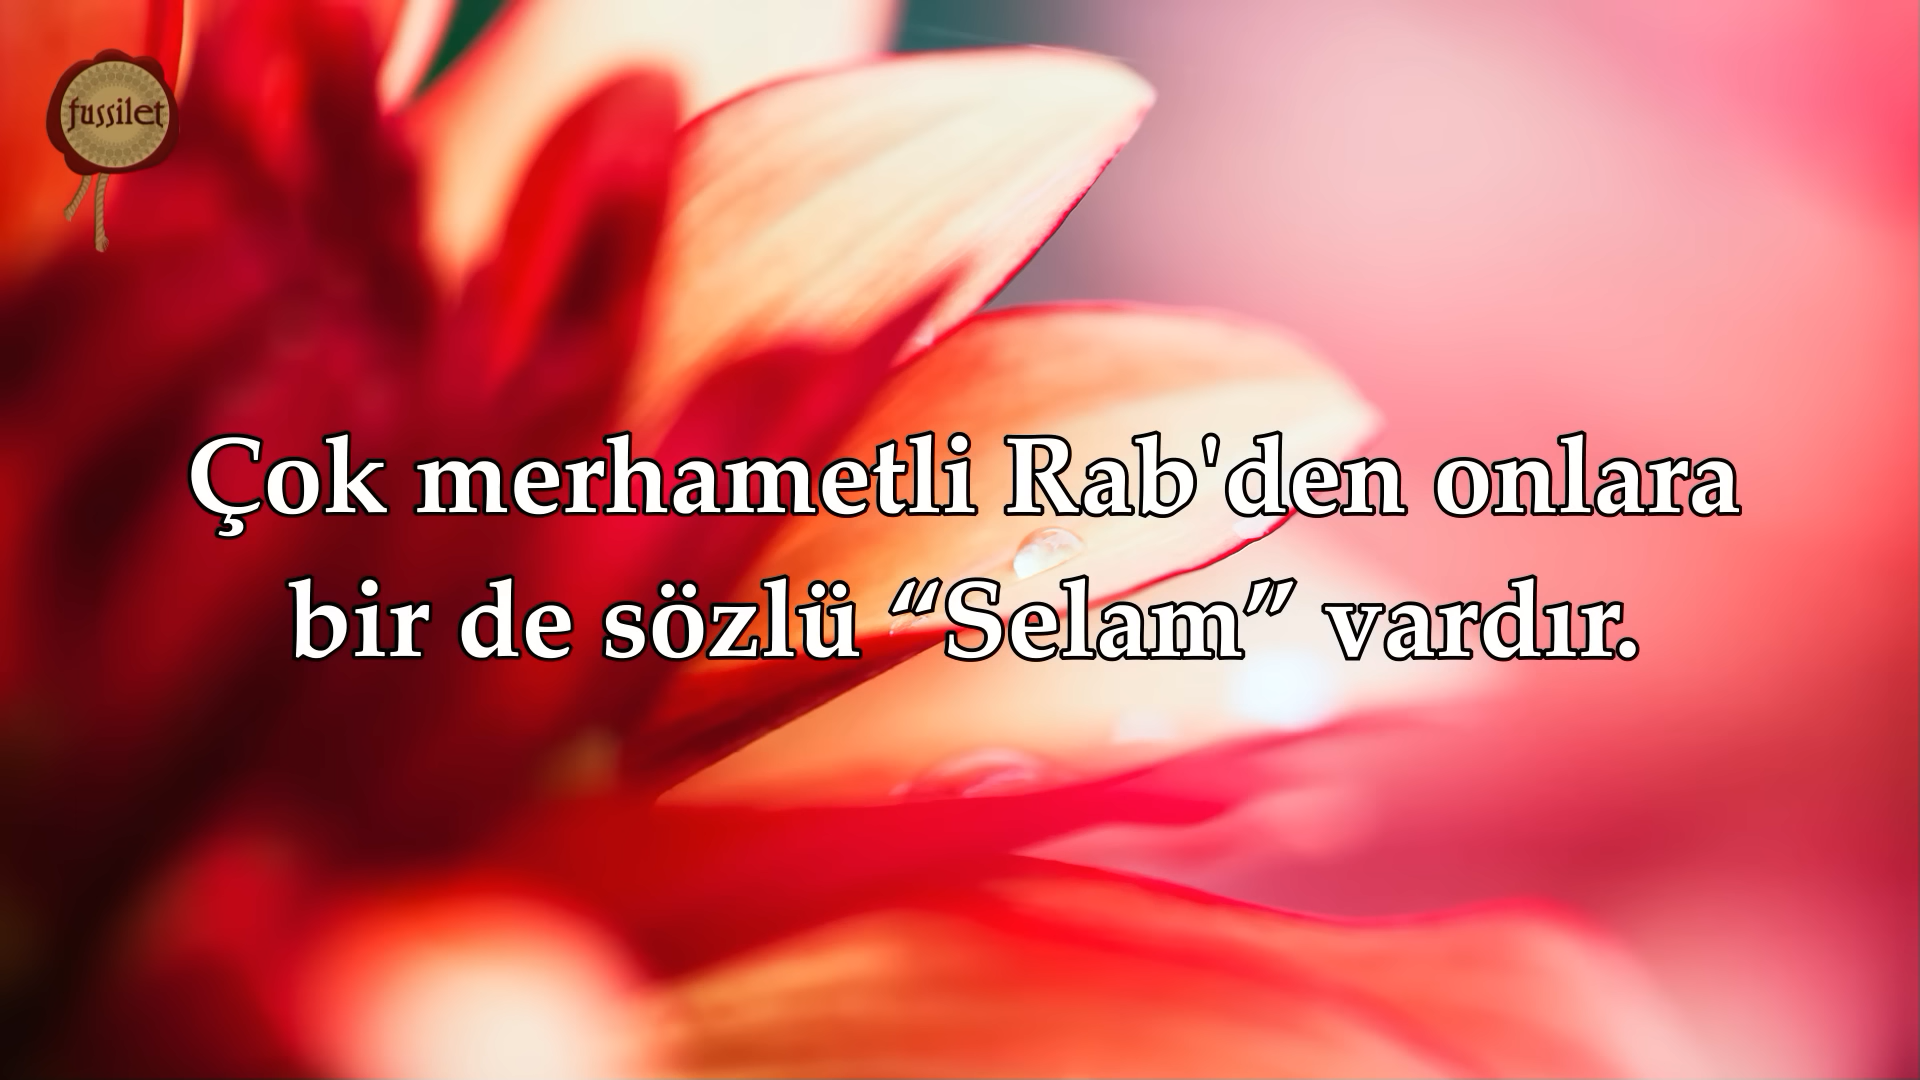 fussilet
Çok merhametli Rab'den onlara
bir de sözlü “Selam” vardır.